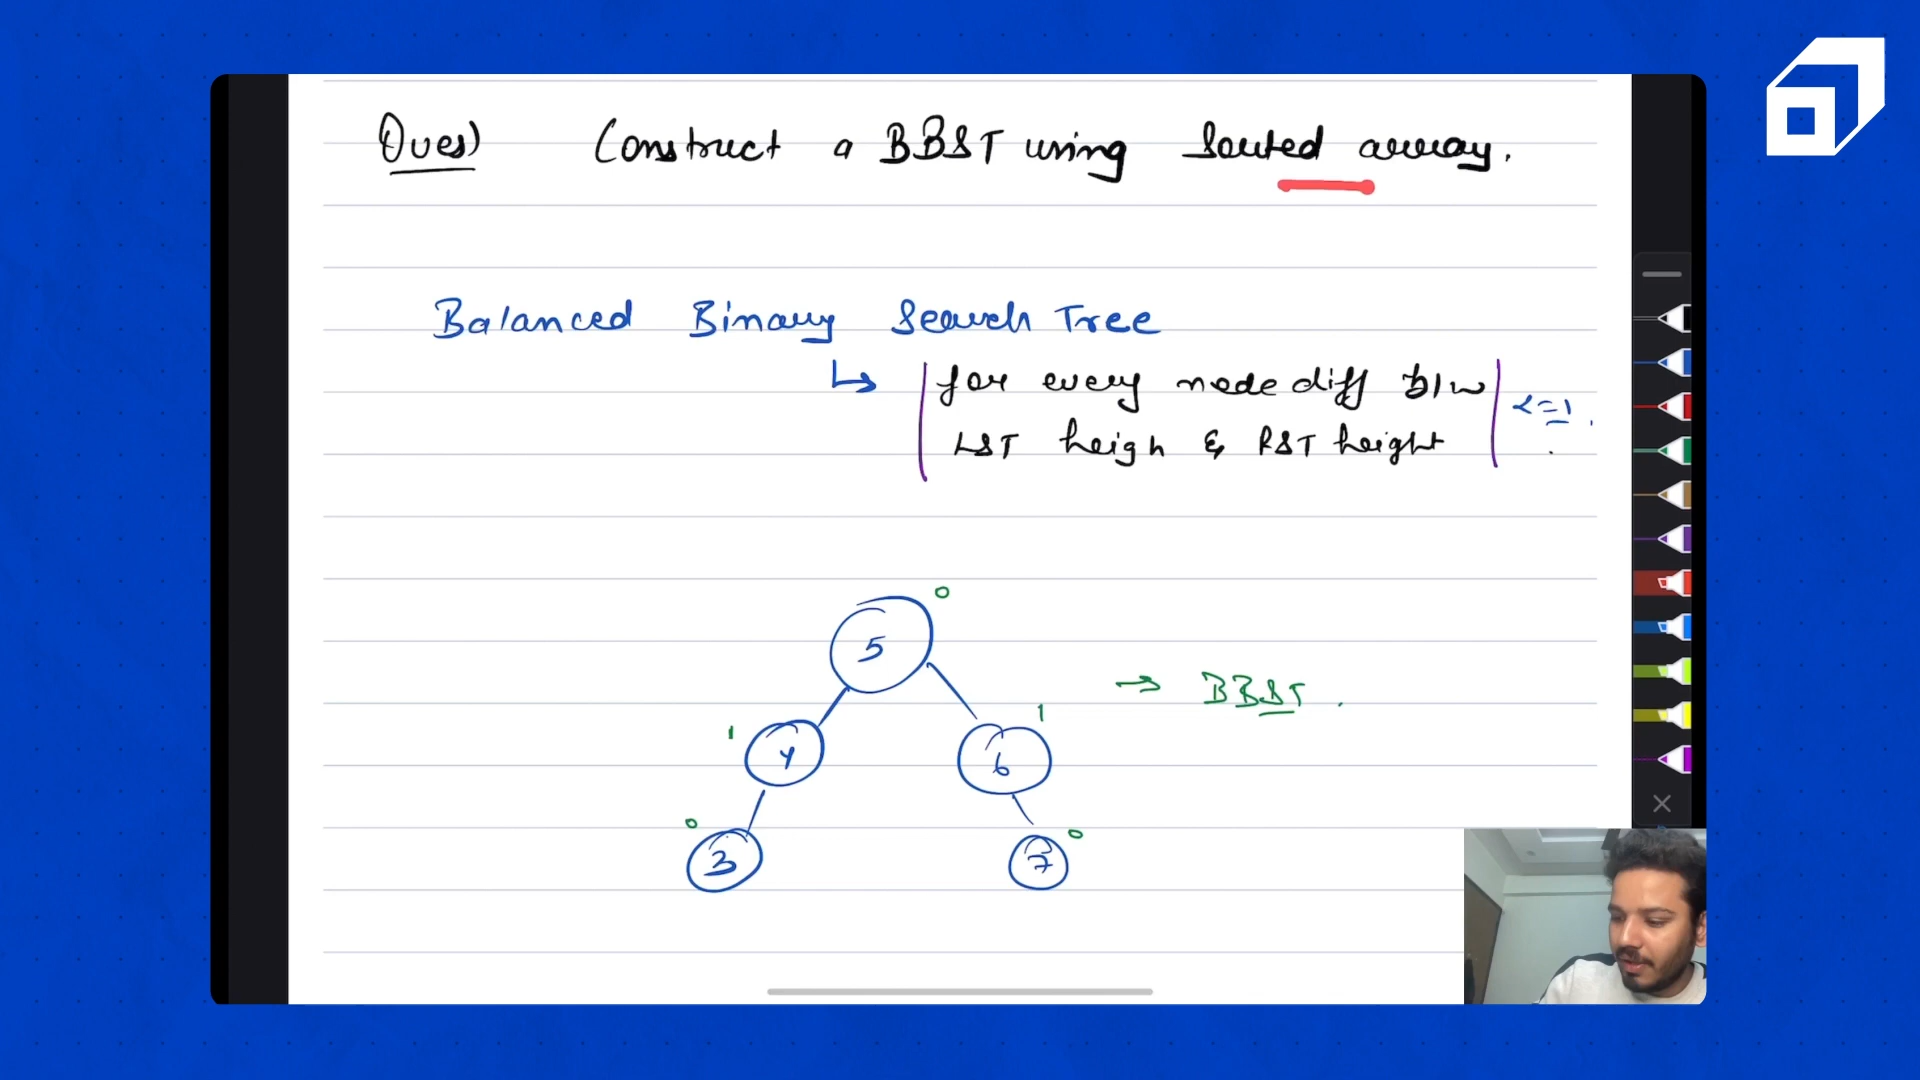 Ques) Construct a BBST using Sorted array.
Balanced Binary Search Tree
↳ | for every node diff b/w | <=1.
LST heigh & RST height
0
5
→ BBST.
1 1
4 6
0 0
3 7